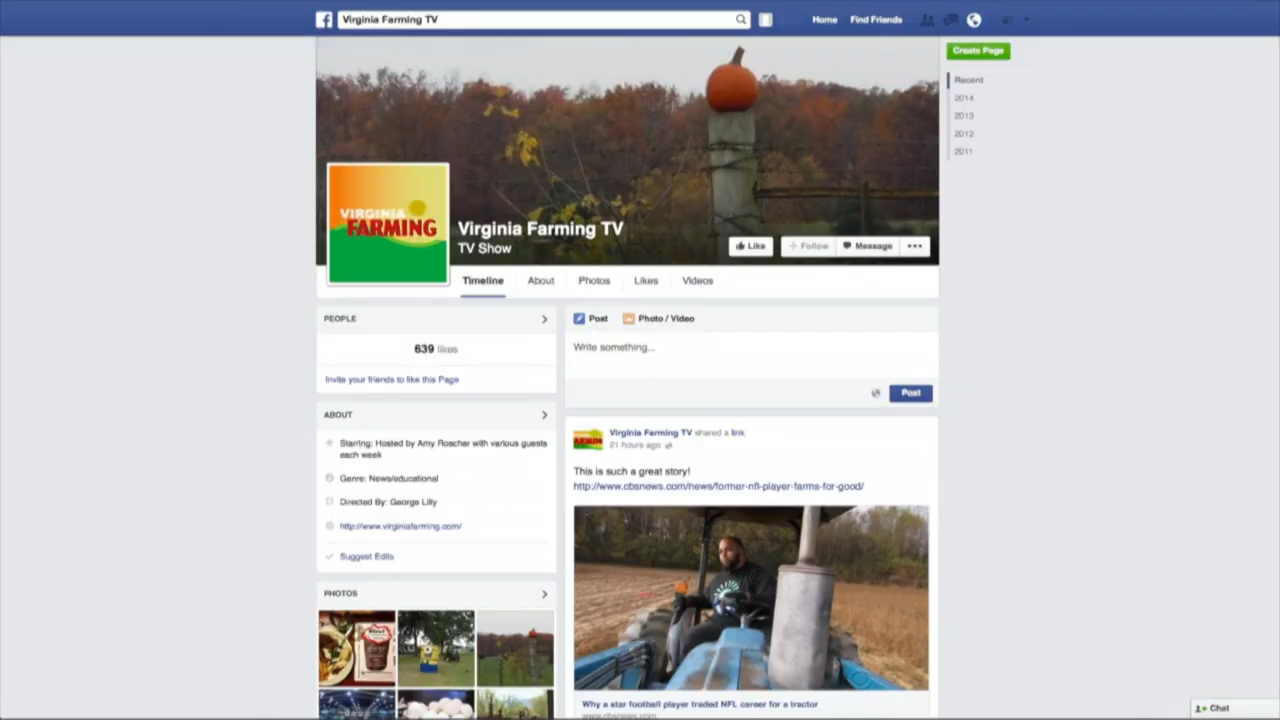 Virginia Farming TV
Home
Find Friends
Create Page
Recent
2014
2013
2012
2011
VIRGINIA
FARMING
Virginia Farming TV
TV Show
Like
Follow
Message
Timeline
About
Photos
Likes
Videos
PEOPLE
639 likes
Invite your friends to like this Page
ABOUT
Starring: Hosted by Amy Roscher with various guests
each week
Genre: News/educational
Directed By: George Lilly
http://www.virginiafarming.com/
Suggest Edits
PHOTOS
Post
Photo / Video
Write something...
Post
FARMING
Virginia Farming TV shared a link.
21 hours ago
This is such a great story!
http://www.cbsnews.com/news/former-nfl-player-farms-for-good/
Why a star football player traded NFL career for a tractor
www.cbsnews.com
Chat